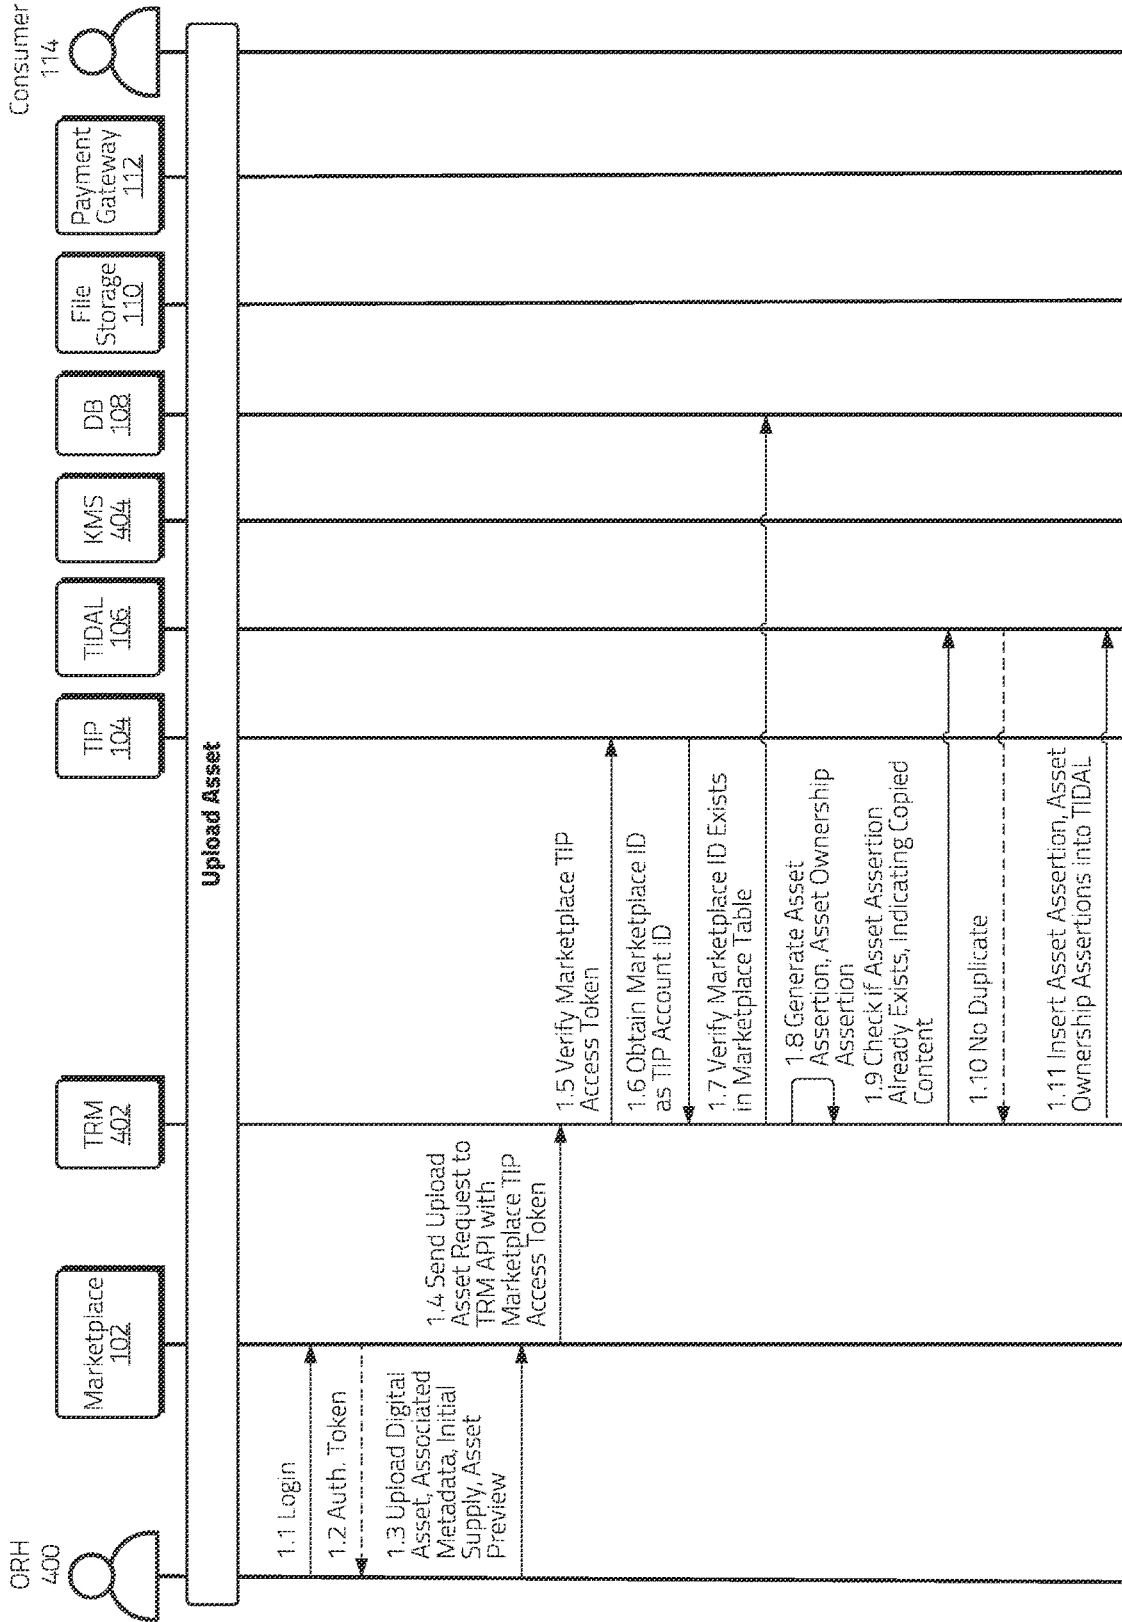 ORH
400
Marketplace
102
TRM
402
TIP
104
TIDAL
106
KMS
404
DB
108
File
Storage
110
Payment
Gateway
112
Consumer
114
Upload Asset
1.1 Login
1.2 Auth. Token
1.3 Upload Digital
Asset, Associated
Metadata, Initial
Supply, Asset
Preview
1.4 Send Upload
Asset Request to
TRM API with
Marketplace TIP
Access Token
1.5 Verify Marketplace TIP
Access Token
1.6 Obtain Marketplace ID
as TIP Account ID
1.7 Verify Marketplace ID Exists
in Marketplace Table
1.8 Generate Asset
Assertion, Asset Ownership
Assertion
1.9 Check if Asset Assertion
Already Exists, Indicating Copied
Content
1.10 No Duplicate
1.11 Insert Asset Assertion, Asset
Ownership Assertions into TIDAL